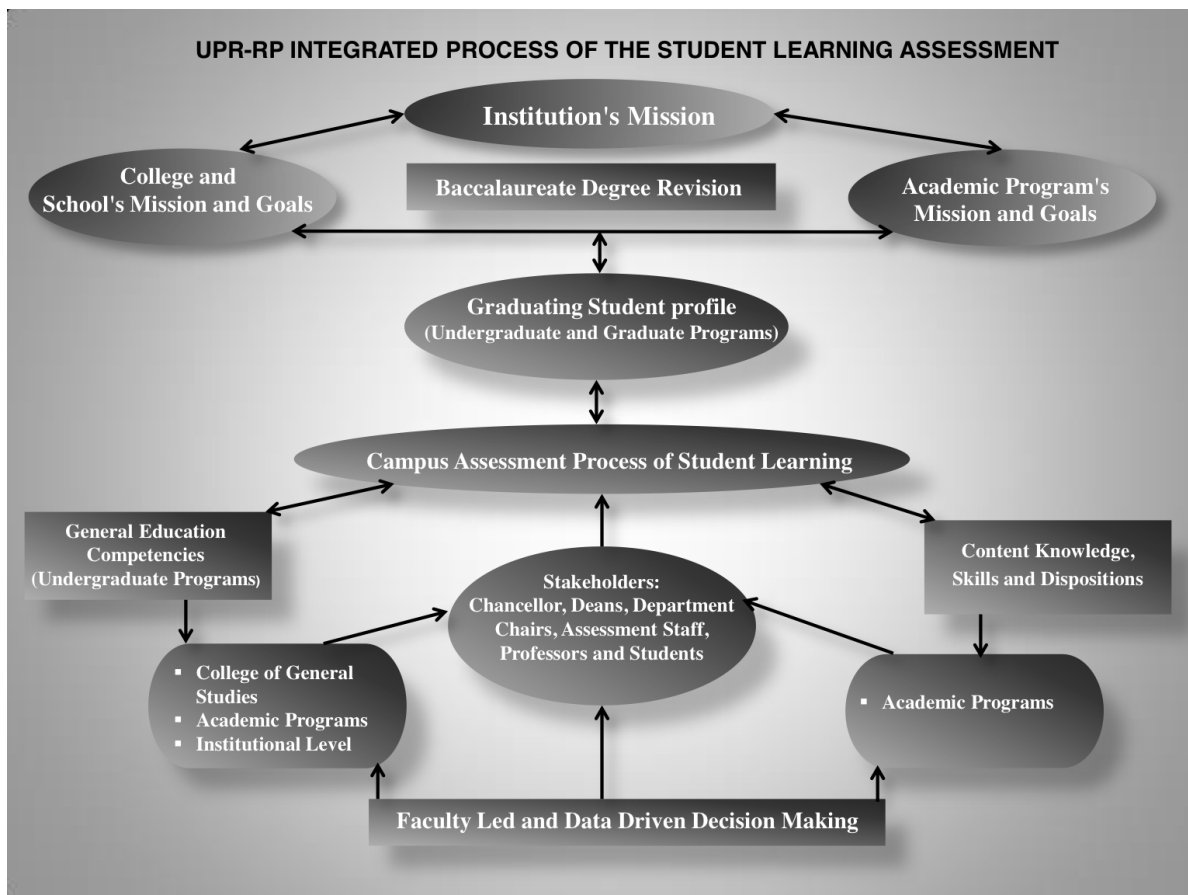 UPR-RP INTEGRATED PROCESS OF THE STUDENT LEARNING ASSESSMENT
Institution's Mission
College and
School's Mission and Goals
Baccalaureate Degree Revision
Academic Program's
Mission and Goals
Graduating Student profile
(Undergraduate and Graduate Programs)
Campus Assessment Process of Student Learning
General Education
Competencies
(Undergraduate Programs)
Stakeholders:
Chancellor, Deans, Department
Chairs, Assessment Staff,
Professors and Students
Content Knowledge,
Skills and Dispositions
▪ College of General
Studies
▪ Academic Programs
▪ Institutional Level
▪ Academic Programs
Faculty Led and Data Driven Decision Making